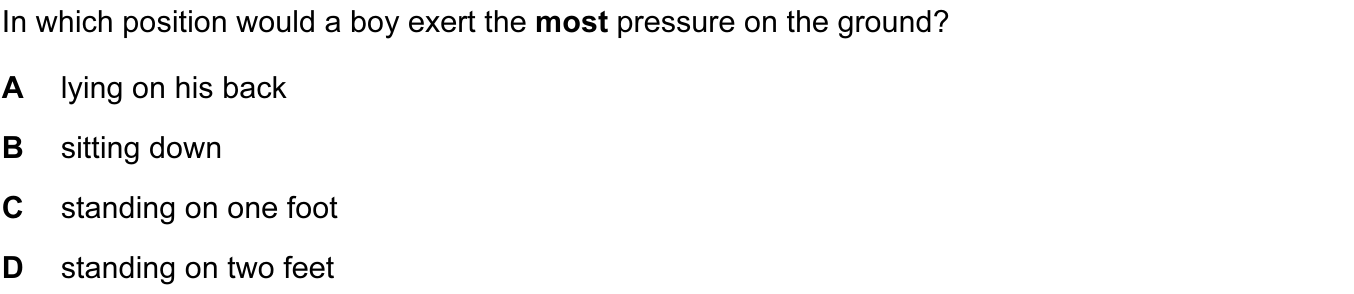 In which position would a boy exert the most pressure on the ground?
A lying on his back
B sitting down
C standing on one foot
D standing on two feet